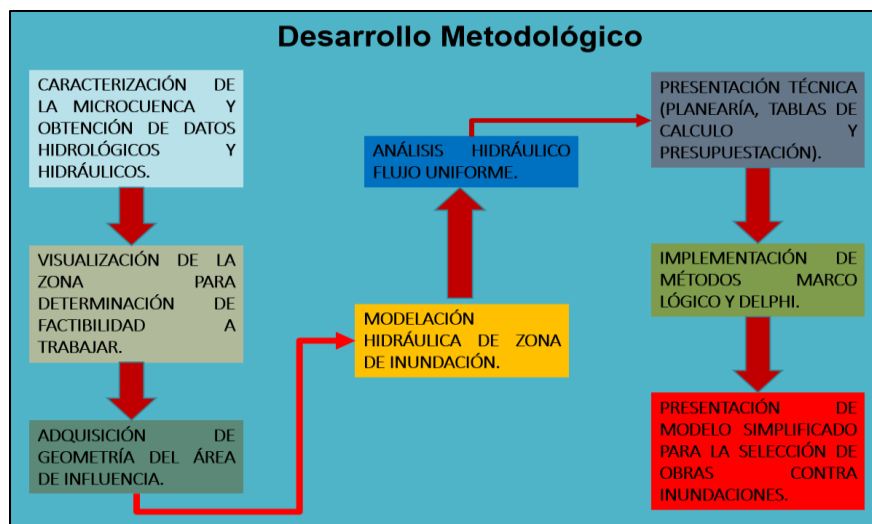 Desarrollo Metodológico
CARACTERIZACIÓN DE
LA MICROCUENCA Y
OBTENCIÓN DE DATOS
HIDROLÓGICOS Y
HIDRÁULICOS.
VISUALIZACIÓN DE LA
ZONA PARA
DETERMINACIÓN DE
FACTIBILIDAD A
TRABAJAR.
ADQUISICIÓN DE
GEOMETRÍA DEL ÁREA
DE INFLUENCIA.
MODELACIÓN
HIDRÁULICA DE ZONA
DE INUNDACIÓN.
ANÁLISIS HIDRÁULICO
FLUJO UNIFORME.
PRESENTACIÓN TÉCNICA
(PLANEARÍA, TABLAS DE
CALCULO Y
PRESUPUESTACIÓN).
IMPLEMENTACIÓN DE
MÉTODOS MARCO
LÓGICO Y DELPHI.
PRESENTACIÓN DE
MODELO SIMPLIFICADO
PARA LA SELECCIÓN DE
OBRAS CONTRA
INUNDACIONES.